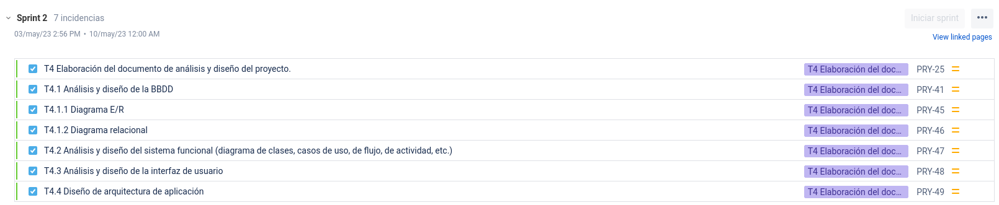 Sprint 2 7 incidencias
Iniciar sprint
03/may/23 2:56 PM • 10/may/23 12:00 AM
View linked pages
T4 Elaboración del documento de análisis y diseño del proyecto. T4 Elaboración del doc... PRY-25
T4.1 Análisis y diseño de la BBDD T4 Elaboración del doc... PRY-41
T4.1.1 Diagrama E/R T4 Elaboración del doc... PRY-45
T4.1.2 Diagrama relacional T4 Elaboración del doc... PRY-46
T4.2 Análisis y diseño del sistema funcional (diagrama de clases, casos de uso, de flujo, de actividad, etc.) T4 Elaboración del doc... PRY-47
T4.3 Análisis y diseño de la interfaz de usuario T4 Elaboración del doc... PRY-48
T4.4 Diseño de arquitectura de aplicación T4 Elaboración del doc... PRY-49